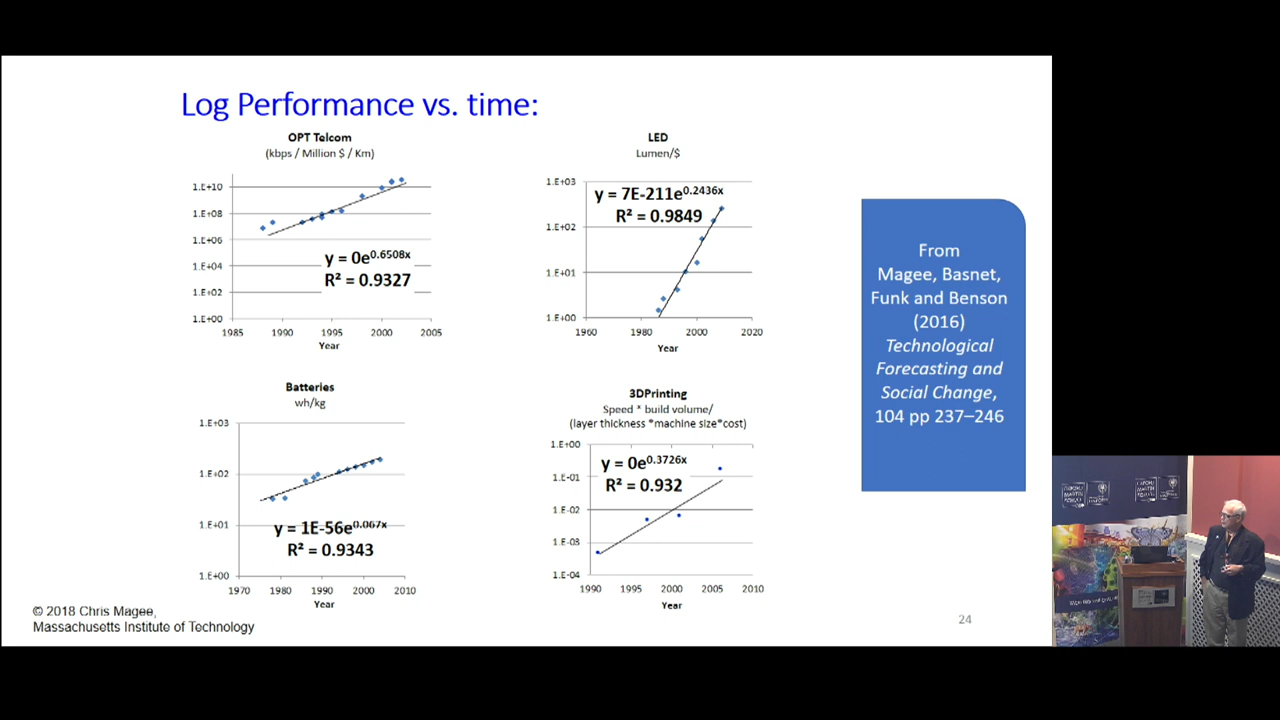 Log Performance vs. time:
OPT Telcom
(kbps / Million $ / Km)
1.E+10
1.E+08
1.E+06
1.E+04
1.E+02
1.E+00
y = 0e^0.6508x
R² = 0.9327
1985 1990 1995 2000 2005
Year
LED
Lumen/$
1.E+03
1.E+02
1.E+01
1.E+00
y = 7E-211e^0.2436x
R² = 0.9849
1960 1980 2000 2020
Year
Batteries
wh/kg
1.E+03
1.E+02
1.E+01
1.E+00
y = 1E-56e^0.067x
R² = 0.9343
1970 1980 1990 2000 2010
Year
3DPrinting
Speed * build volume/
(layer thickness *machine size*cost)
1.E+00
1.E-01
1.E-02
1.E-03
1.E-04
y = 0e^0.3726x
R² = 0.932
1990 1995 2000 2005 2010
Year
From
Magee, Basnet,
Funk and Benson
(2016)
Technological
Forecasting and
Social Change,
104 pp 237–246
© 2018 Chris Magee,
Massachusetts Institute of Technology
24